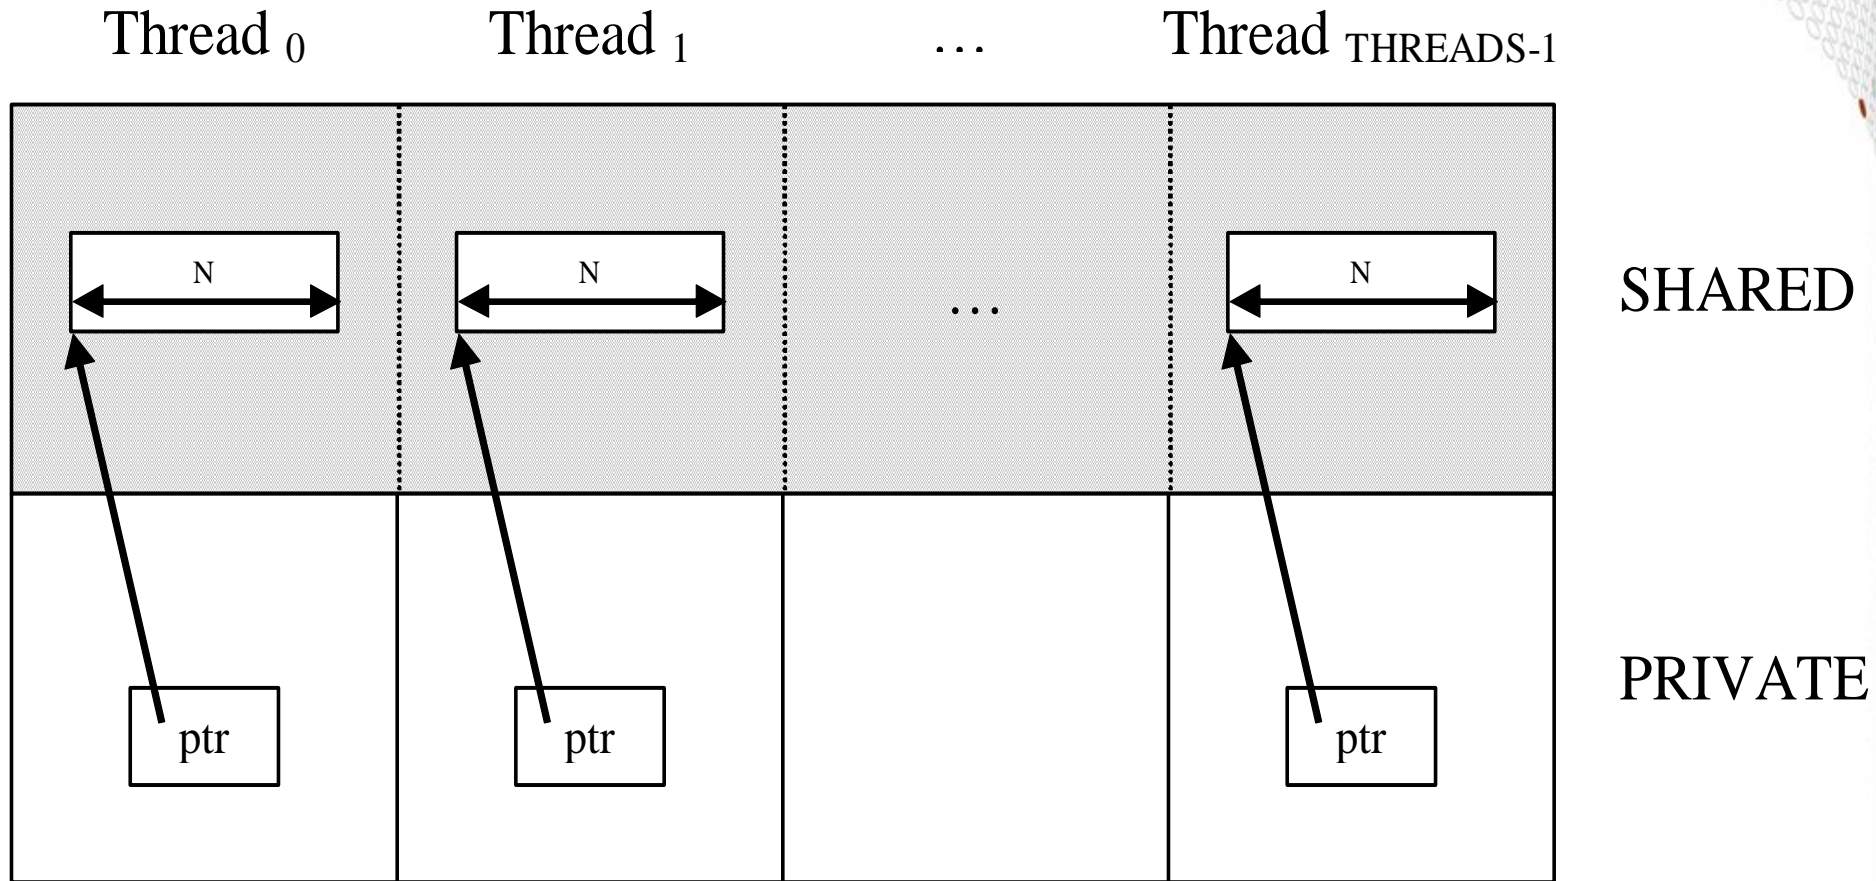 Thread 0 Thread 1 ... Thread THREADS-1
N N N
... SHARED
PRIVATE
ptr ptr ptr